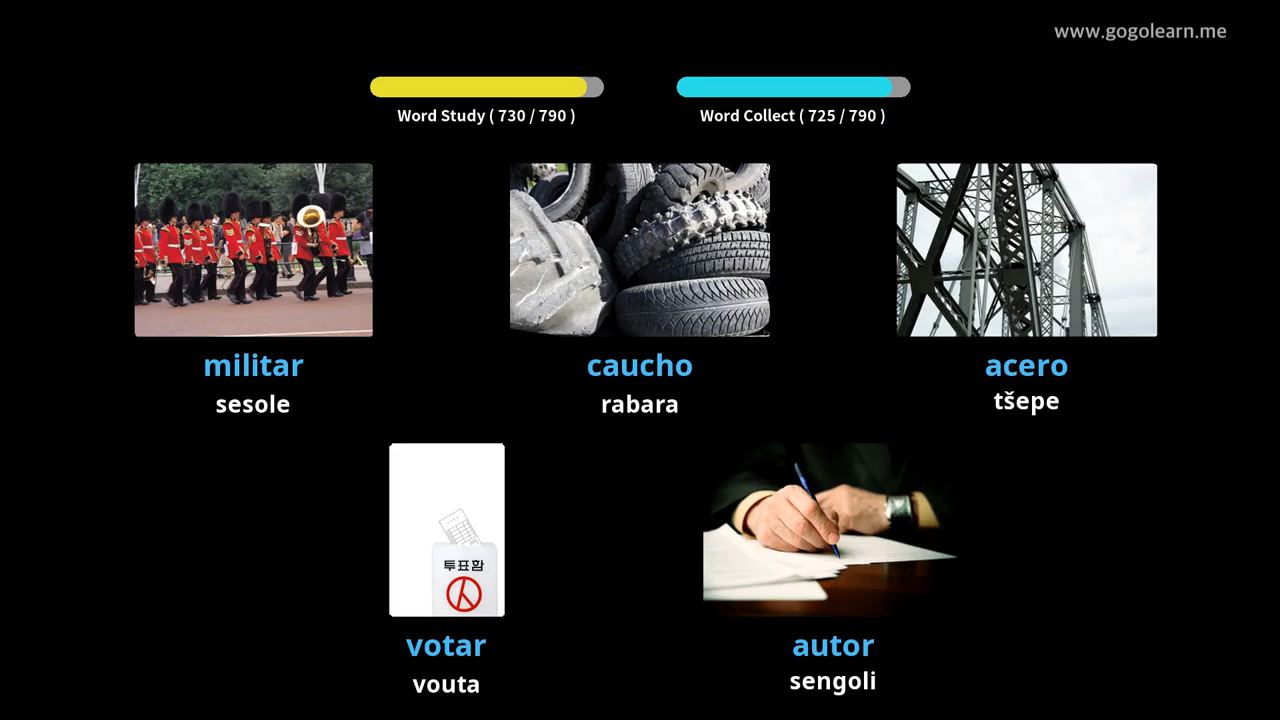 www.gogolearn.me
Word Study ( 730 / 790 )
Word Collect ( 725 / 790 )
militar
sesole
caucho
rabara
acero
tšepe
투표함
votar
vouta
autor
sengoli